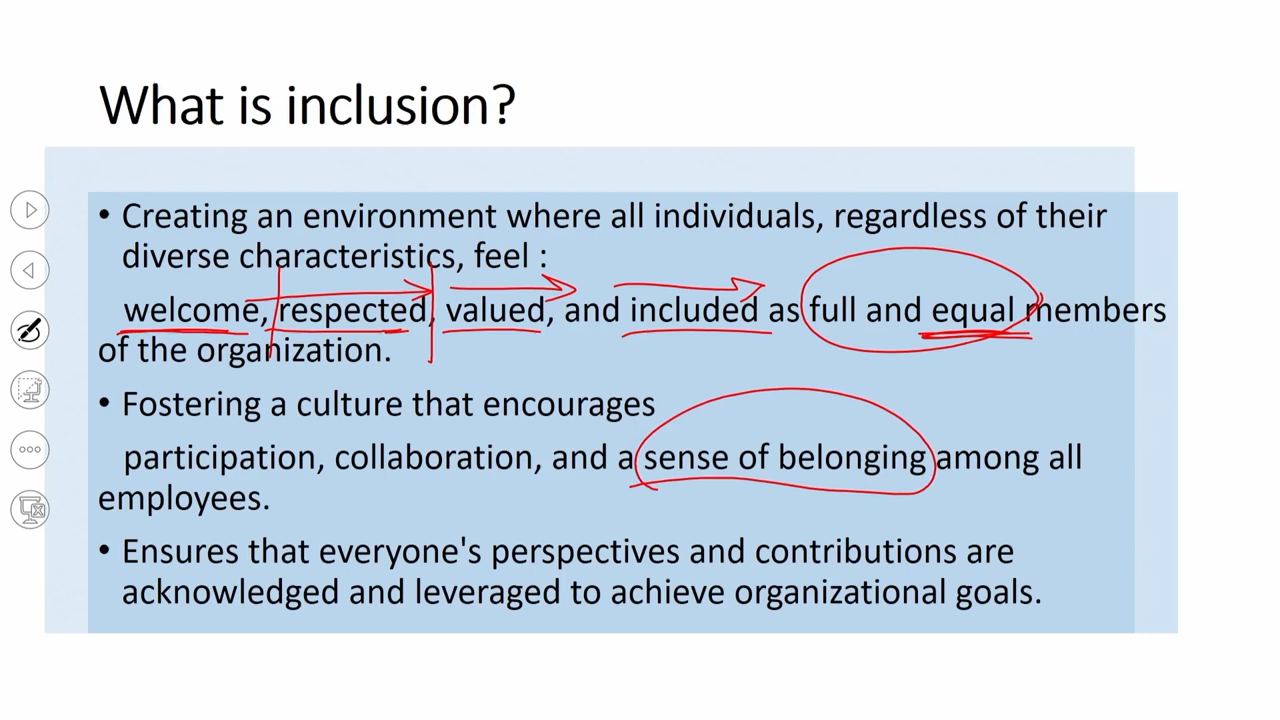 What is inclusion?
• Creating an environment where all individuals, regardless of their
diverse characteristics, feel :
welcome, respected, valued, and included as full and equal members
of the organization.
• Fostering a culture that encourages
participation, collaboration, and a sense of belonging among all
employees.
• Ensures that everyone's perspectives and contributions are
acknowledged and leveraged to achieve organizational goals.